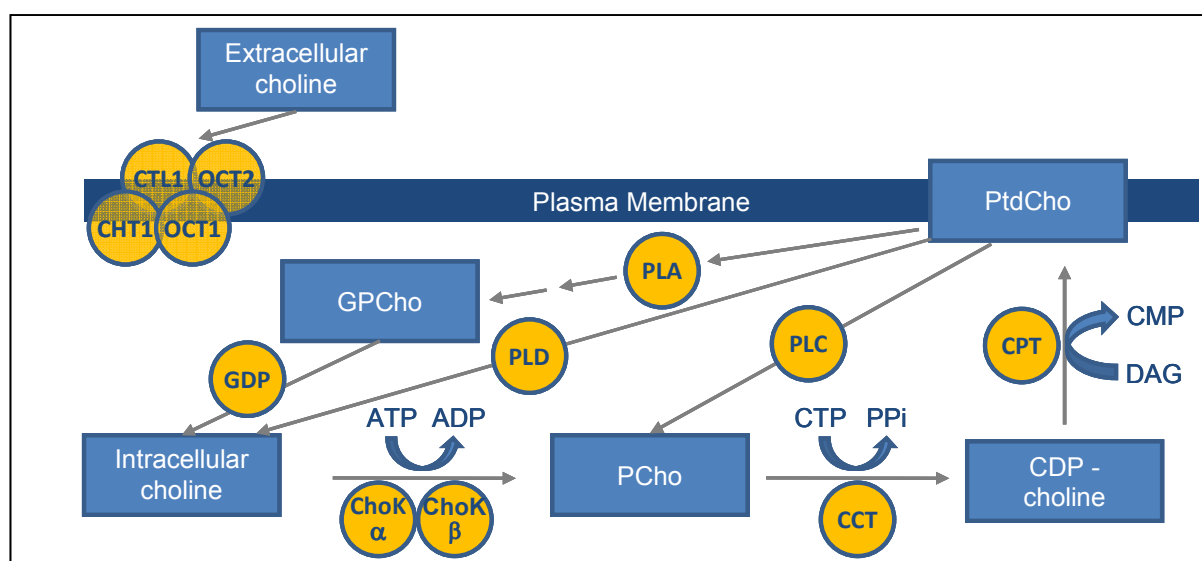 Extracellular
choline
CTL1
OCT2
CHT1
OCT1
Plasma Membrane
PtdCho
PLA
GPCho
PLD
PLC
CPT
CMP
DAG
GDP
ATP ADP
CTP PPi
Intracellular
choline
ChoK
α
ChoK
β
PCho
CCT
CDP -
choline